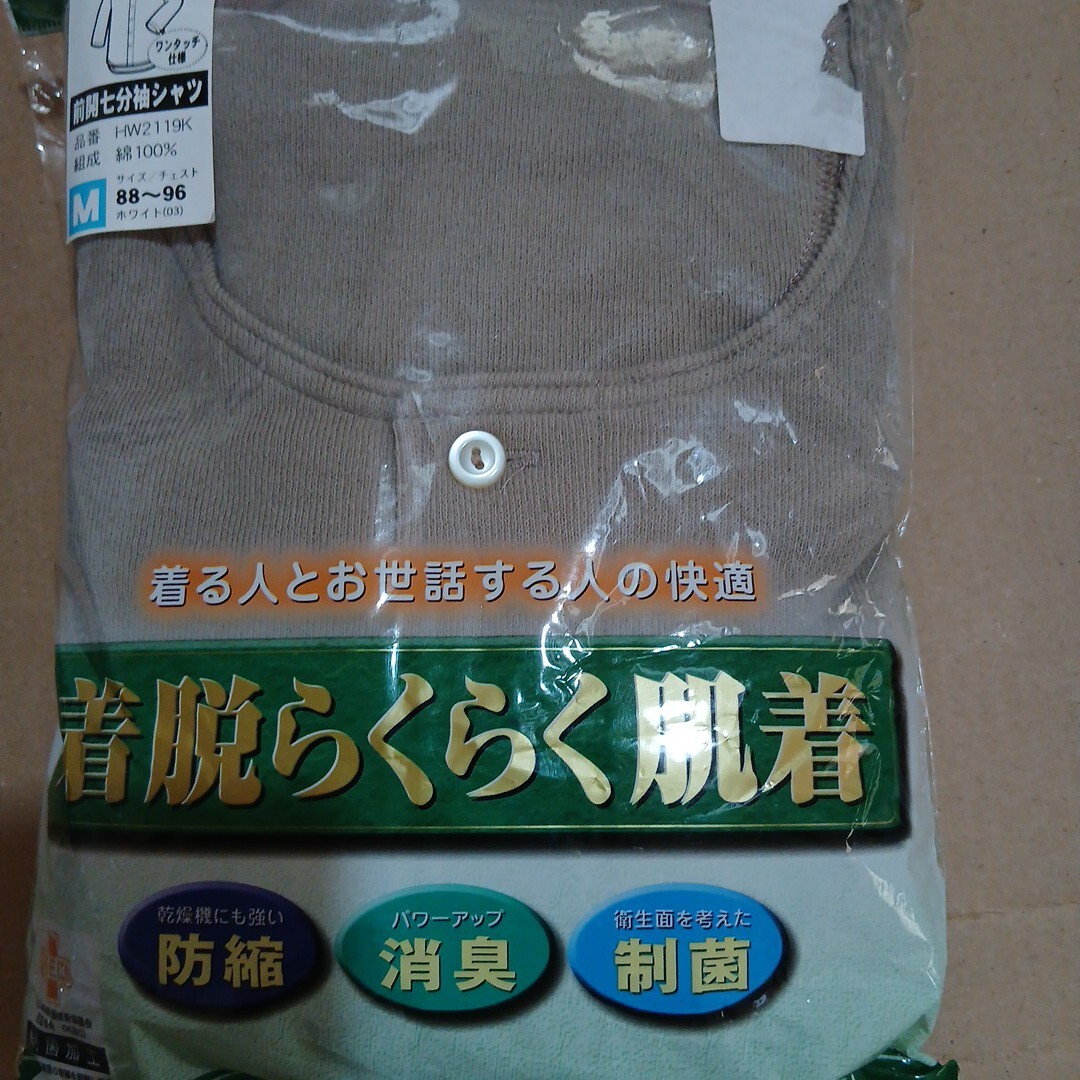 ワンタッチ
仕様
前開七分袖シャツ
品番 HW2119K
組成 綿100%
サイズ/チェスト
M 88〜96
ホワイト(03)
着る人とお世話する人の快適
着脱らくらく肌着
乾燥機にも強い
防縮
パワーアップ
消臭
衛生面を考えた
制菌
制菌加工